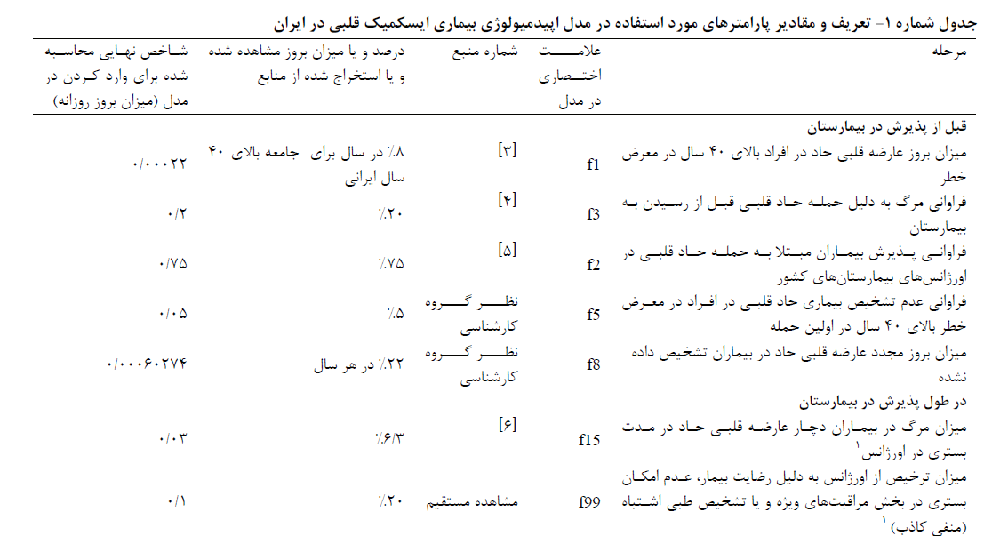 جدول شماره ۱- تعریف و مقادیر پارامترهای مورد استفاده در مدل اپیدمیولوژی بیماری ایسکمیک قلبی در ایران
مرحله علامت شماره منبع درصد و یا میزان بروز مشاهده شده شاخص نهایی محاسبه
اختصاری و یا استخراج شده از منابع شده برای وارد کردن در
در مدل مدل (میزان بروز روزانه)
قبل از پذیرش در بیمارستان
میزان بروز عارضه قلبی حاد در افراد بالای ۴۰ سال در معرض f1 [۳] ۸٪ در سال برای جامعه بالای ۴۰ ۰/۰۰۰۲۲
خطر سال ایرانی
فراوانی مرگ به دلیل حمله حاد قلبی قبل از رسیدن به f3 [۴] ۲۰٪ ۰/۲
بیمارستان
فراوانی پذیرش بیماران مبتلا به حمله حاد قلبی در f2 [۵] ۷۵٪ ۰/۷۵
اورژانس‌های بیمارستان‌های کشور
فراوانی عدم تشخیص بیماری حاد قلبی در افراد در معرض f5 نظر گروه ۵٪ ۰/۰۵
خطر بالای ۴۰ سال در اولین حمله کارشناسی
میزان بروز مجدد عارضه قلبی حاد در بیماران تشخیص داده f8 نظر گروه ۲۲٪ در هر سال ۰/۰۰۰۶۰۲۷۴
نشده کارشناسی
در طول پذیرش در بیمارستان
میزان مرگ در بیماران دچار عارضه قلبی حاد در مدت f15 [۶] ۶/۳٪ ۰/۰۳
بستری در اورژانس۱
میزان ترخیص از اورژانس به دلیل رضایت بیمار، عدم امکان
بستری در بخش مراقبت‌های ویژه و یا تشخیص طبی اشتباه f99 مشاهده مستقیم ۲۰٪ ۰/۱
(منفی کاذب)۱